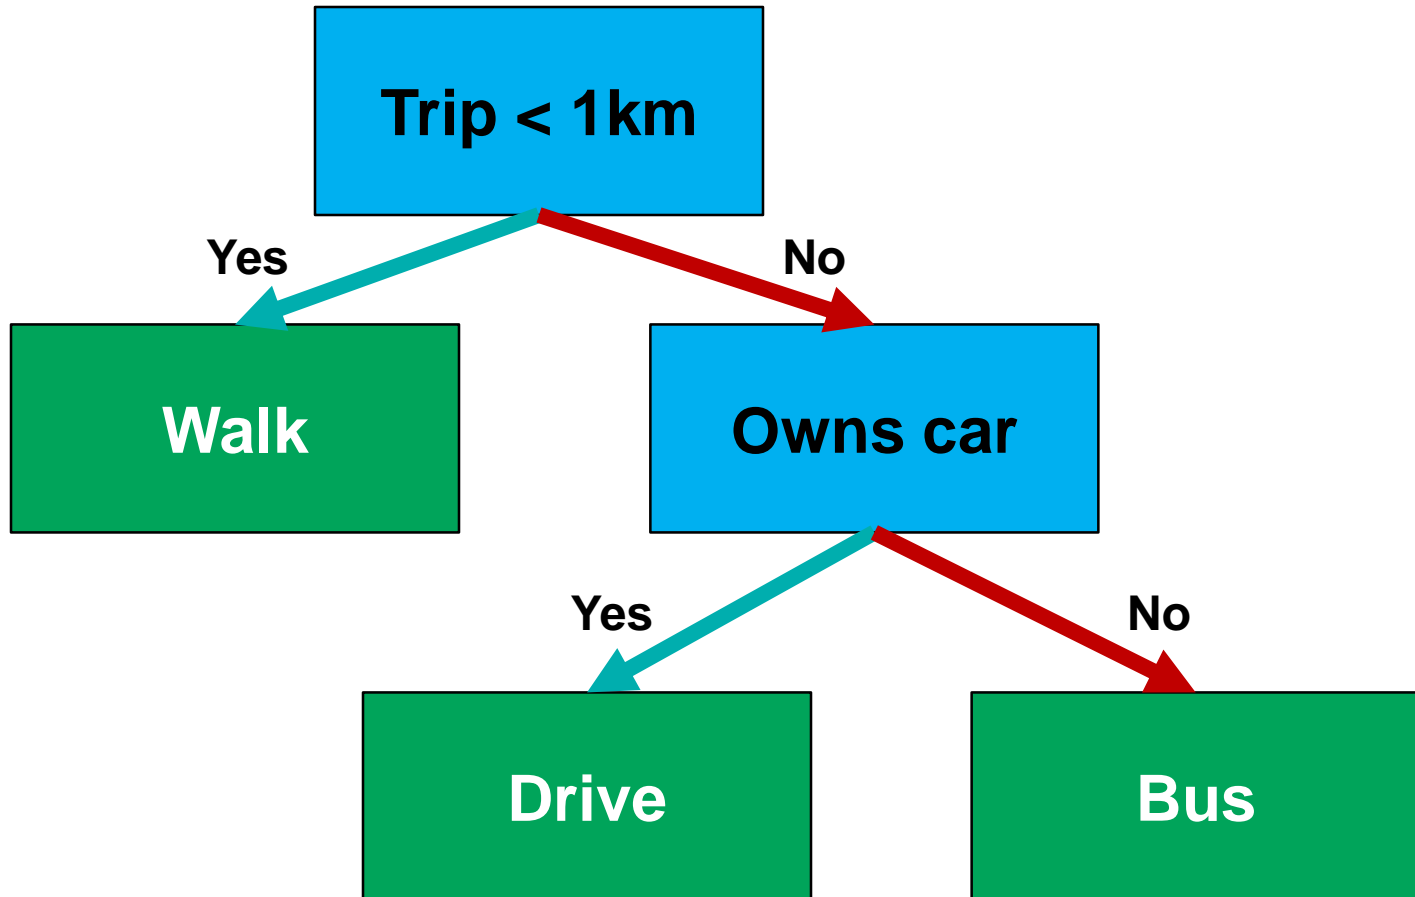 Trip < 1km
Yes
No
Walk
Owns car
Yes
No
Drive
Bus